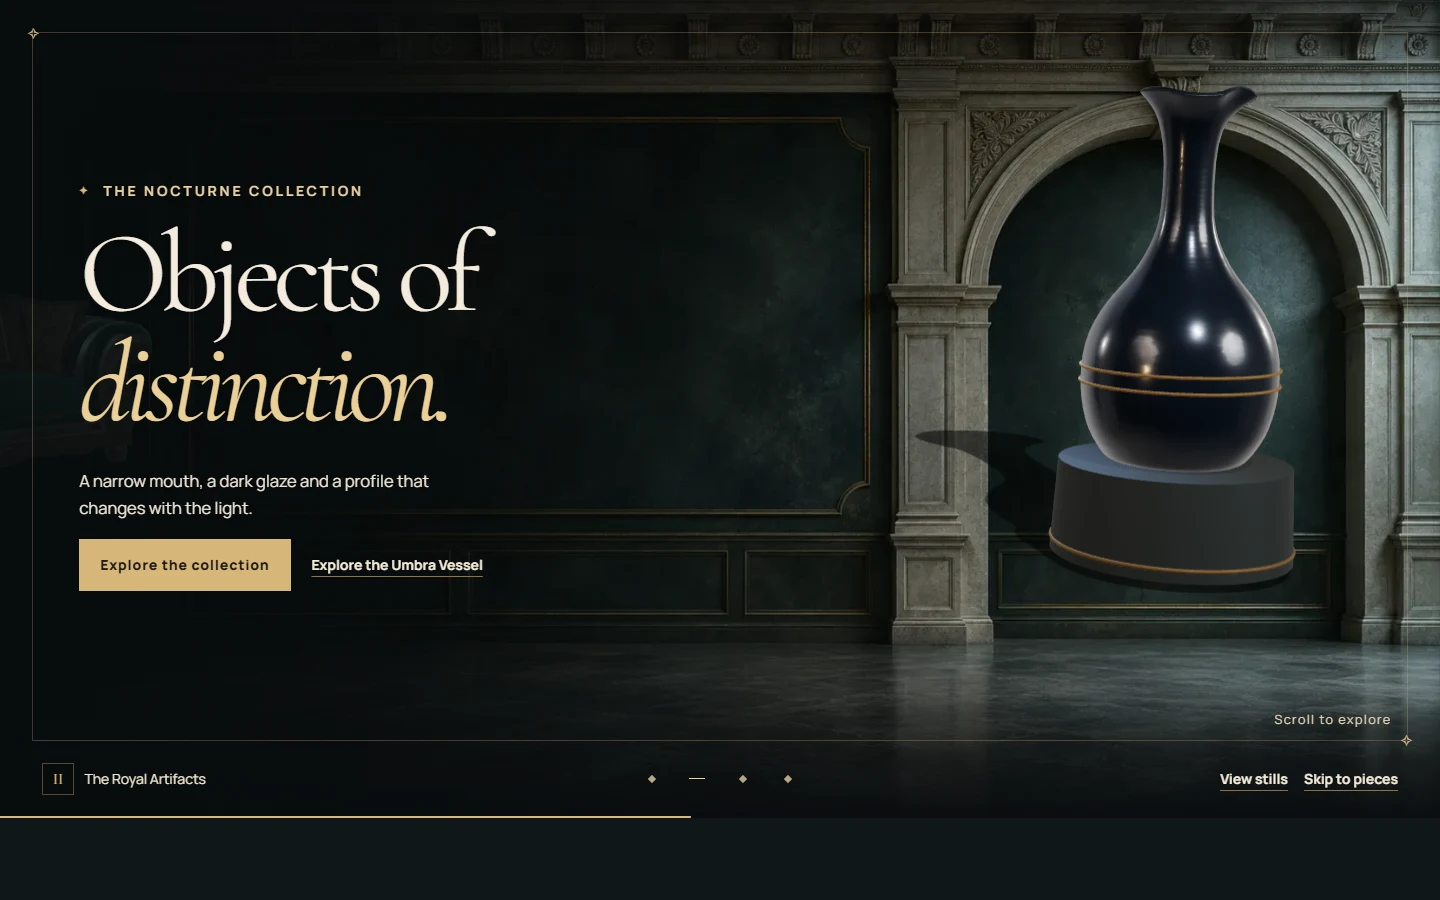 THE NOCTURNE COLLECTION
Objects of
distinction.
A narrow mouth, a dark glaze and a profile that
changes with the light.
Explore the collection
Explore the Umbra Vessel
Scroll to explore
II
The Royal Artifacts
View stills
Skip to pieces